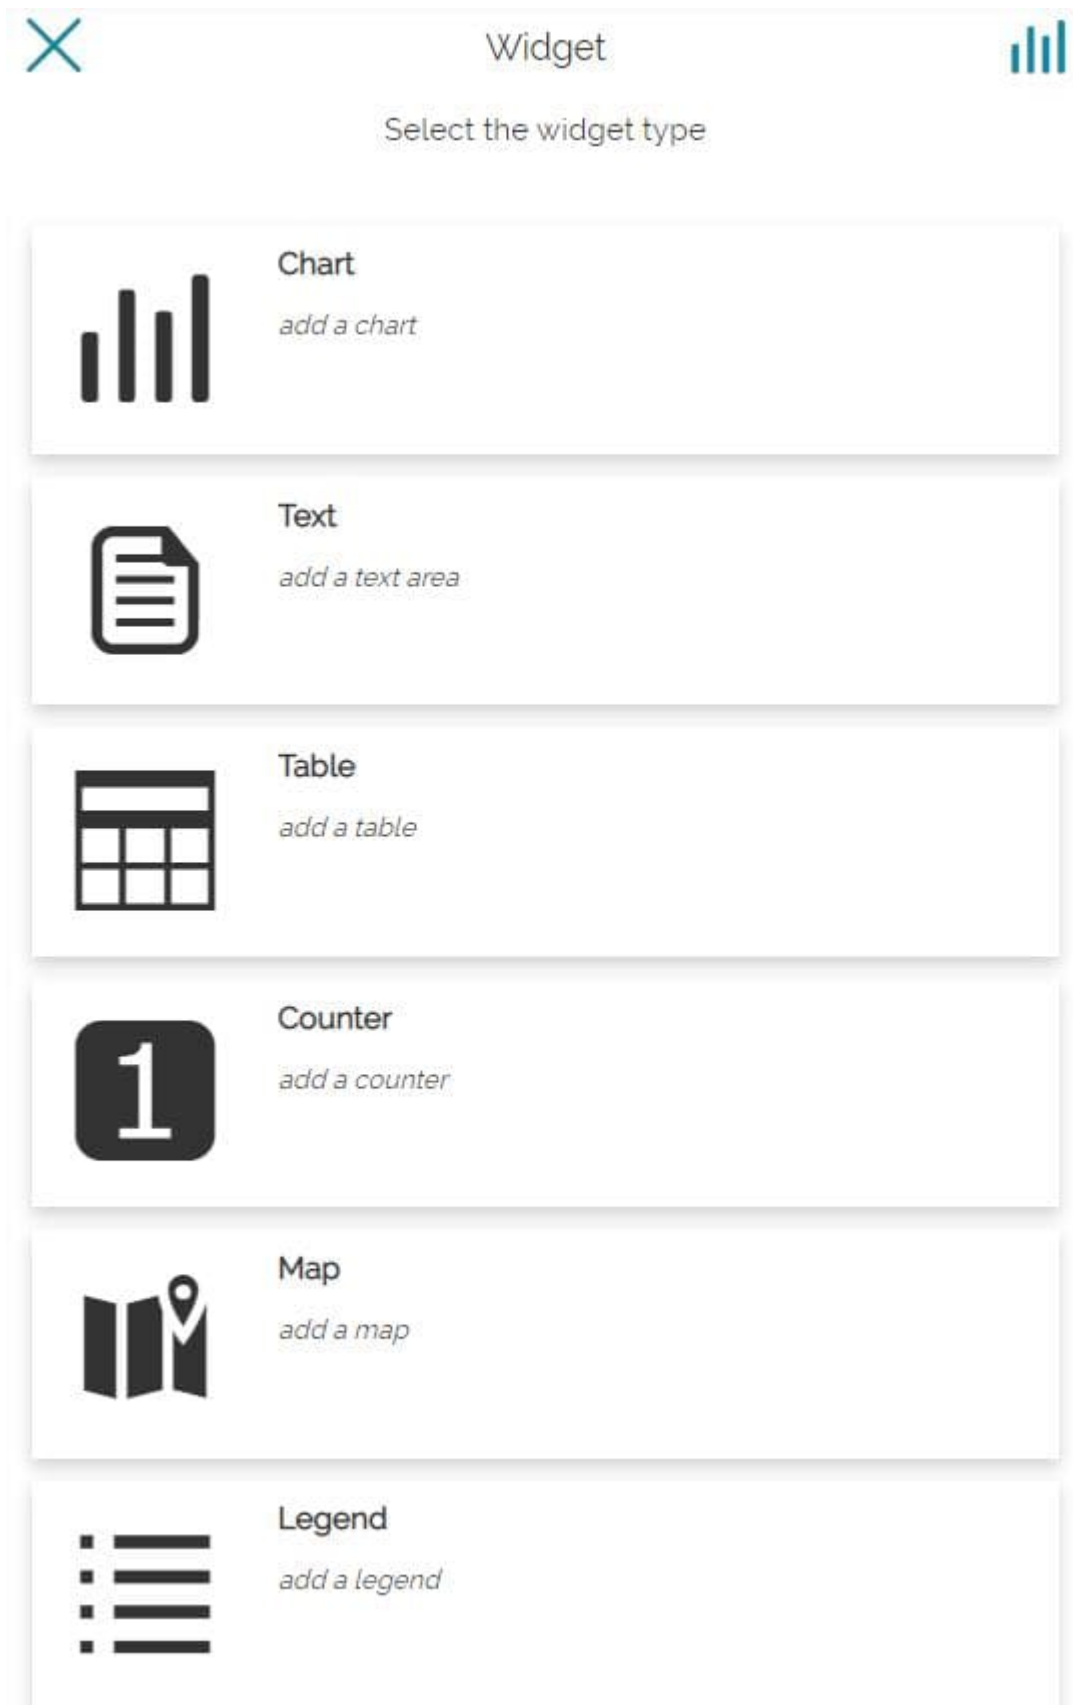 Widget
Select the widget type
Chart
add a chart
Text
add a text area
Table
add a table
1
Counter
add a counter
Map
add a map
Legend
add a legend